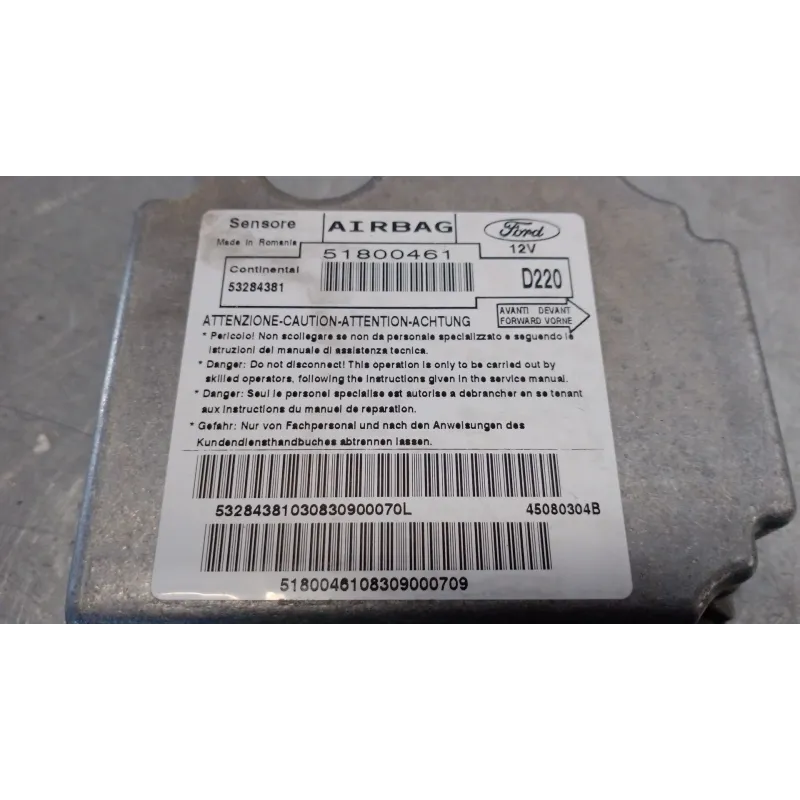 Sensore AIRBAG Ford
Made in Romania 12V
51800461
Continental
53284381 D220
ATTENZIONE-CAUTION-ATTENTION-ACHTUNG
AVANTI DEVANT
FORWARD VORNE
* Pericolo! Non scollegare se non da personale specializzato e seguendo le
istruzioni del manuale di assistenza tecnica.
* Danger: Do not disconnect! This operation is only to be carried out by
skilled operators, following the instructions given in the service manual.
* Danger: Seul le personel specialise est autorise a debrancher en se tenant
aux instructions du manuel de reparation.
* Gefahr: Nur von Fachpersonal und nach den Anweisungen des
Kundendiensthandbuches abtrennen lassen.
53284381030830900070L 45080304B
5180046108309000709